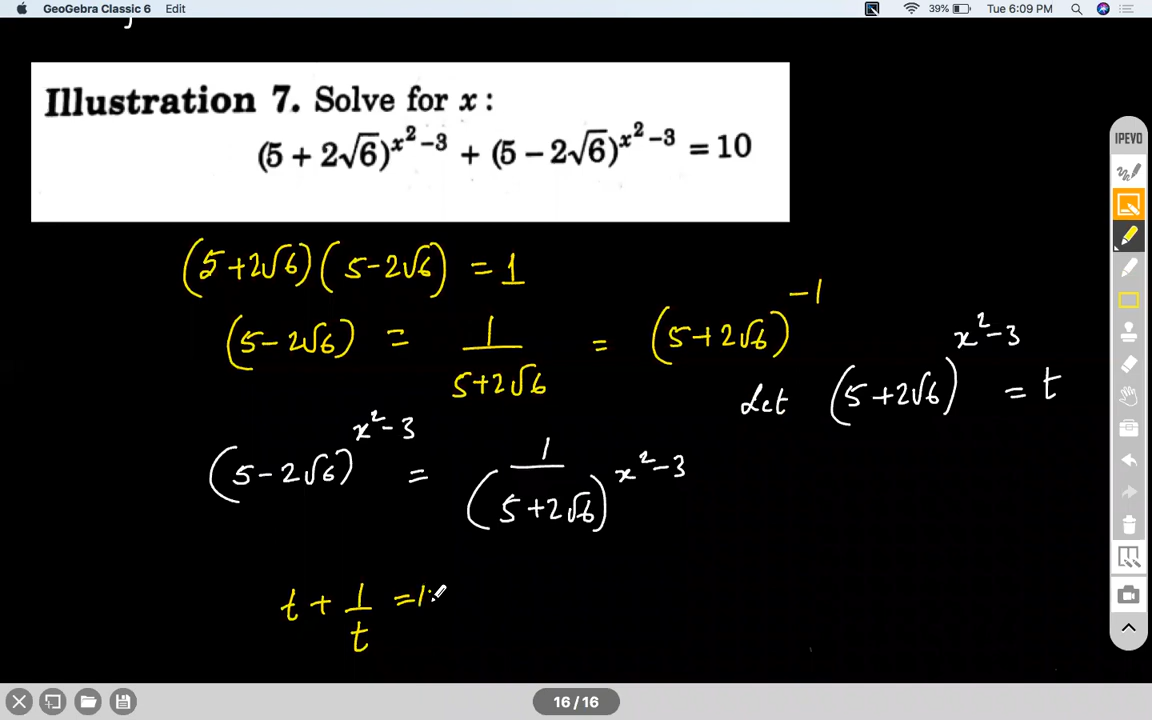 GeoGebra Classic 6 Edit 39% Tue 6:09 PM
Illustration 7. Solve for x :
(5 + 2√6)^{x² − 3} + (5 − 2√6)^{x² − 3} = 10
IPEVO
(5+2√6)(5-2√6) = 1
(5-2√6) = 1/(5+2√6) = (5+2√6)^{-1}
Let (5+2√6)^{x²-3} = t
(5-2√6)^{x²-3} = (1/(5+2√6))^{x²-3}
t + 1/t = 1
16 / 16